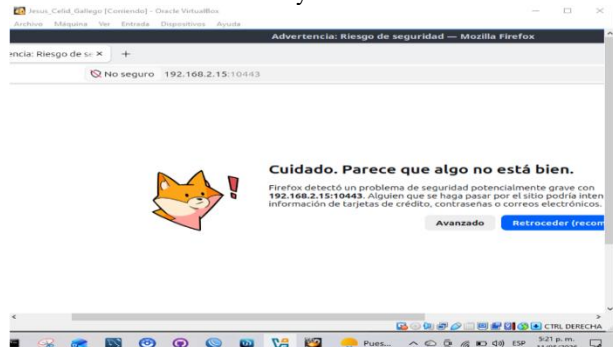 y
Jesus_Celid_Gallego [Corriendo] - Oracle VirtualBox
Archivo Máquina Ver Entrada Dispositivos Ayuda
Advertencia: Riesgo de seguridad — Mozilla Firefox
encia: Riesgo de se × +
No seguro 192.168.2.15:10443
Cuidado. Parece que algo no está bien.
Firefox detectó un problema de seguridad potencialmente grave con
192.168.2.15:10443. Alguien que se haga pasar por el sitio podría inten
información de tarjetas de crédito, contraseñas o correos electrónicos.
Avanzado Retroceder (recom
CTRL DERECHA
Pues... ESP 5:21 p. m.